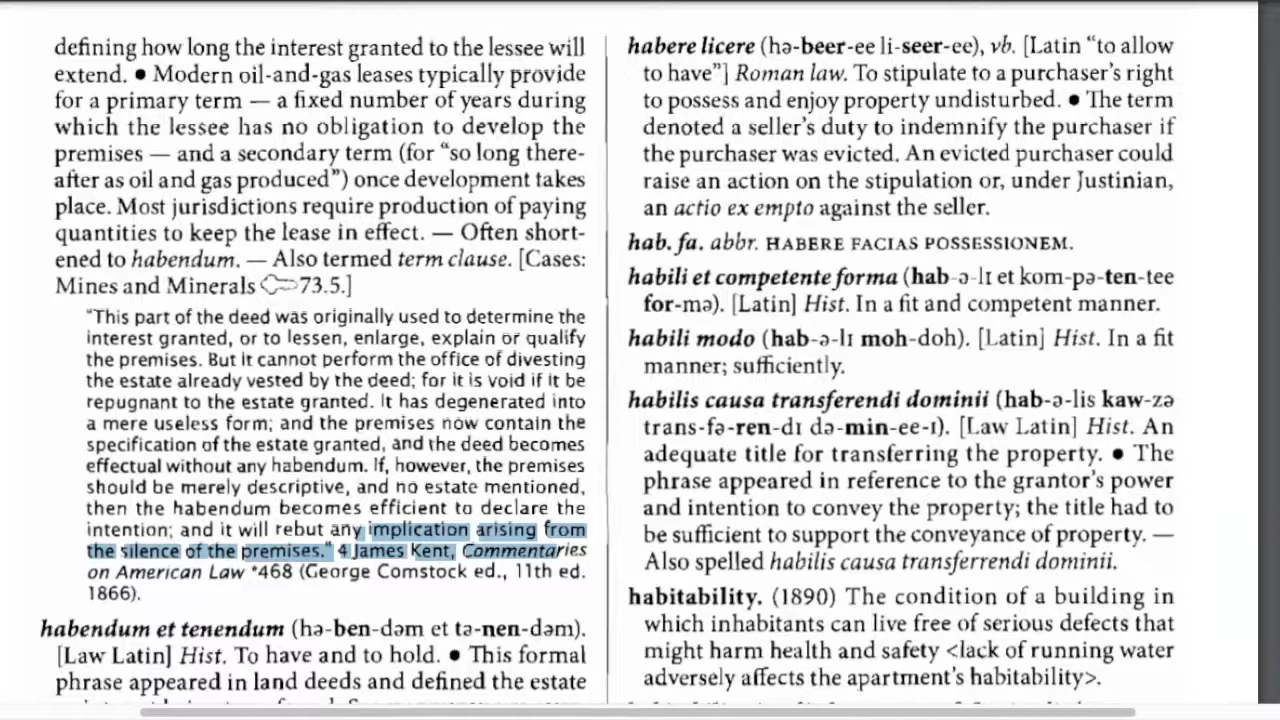 defining how long the interest granted to the lessee will
extend. ● Modern oil-and-gas leases typically provide
for a primary term — a fixed number of years during
which the lessee has no obligation to develop the
premises — and a secondary term (for “so long there-
after as oil and gas produced”) once development takes
place. Most jurisdictions require production of paying
quantities to keep the lease in effect. — Often short-
ened to habendum. — Also termed term clause. [Cases:
Mines and Minerals 73.5.]
“This part of the deed was originally used to determine the
interest granted, or to lessen, enlarge, explain or qualify
the premises. But it cannot perform the office of divesting
the estate already vested by the deed; for it is void if it be
repugnant to the estate granted. It has degenerated into
a mere useless form; and the premises now contain the
specification of the estate granted, and the deed becomes
effectual without any habendum. If, however, the premises
should be merely descriptive, and no estate mentioned,
then the habendum becomes efficient to declare the
intention; and it will rebut any implication arising from
the silence of the premises.” 4 James Kent, Commentaries
on American Law *468 (George Comstock ed., 11th ed.
1866).
habendum et tenendum (hə-ben-dəm et tə-nen-dəm).
[Law Latin] Hist. To have and to hold. ● This formal
phrase appeared in land deeds and defined the estate
habere licere (hə-beer-ee li-seer-ee), vb. [Latin “to allow
to have”] Roman law. To stipulate to a purchaser’s right
to possess and enjoy property undisturbed. ● The term
denoted a seller’s duty to indemnify the purchaser if
the purchaser was evicted. An evicted purchaser could
raise an action on the stipulation or, under Justinian,
an actio ex empto against the seller.
hab. fa. abbr. HABERE FACIAS POSSESSIONEM.
habili et competente forma (hab-ə-lɪ et kom-pə-ten-tee
for-mə). [Latin] Hist. In a fit and competent manner.
habili modo (hab-ə-lɪ moh-doh). [Latin] Hist. In a fit
manner; sufficiently.
habilis causa transferendi dominii (hab-ə-lis kaw-zə
trans-fə-ren-dɪ də-min-ee-ɪ). [Law Latin] Hist. An
adequate title for transferring the property. ● The
phrase appeared in reference to the grantor’s power
and intention to convey the property; the title had to
be sufficient to support the conveyance of property. —
Also spelled habilis causa transferrendi dominii.
habitability. (1890) The condition of a building in
which inhabitants can live free of serious defects that
might harm health and safety <lack of running water
adversely affects the apartment’s habitability>.